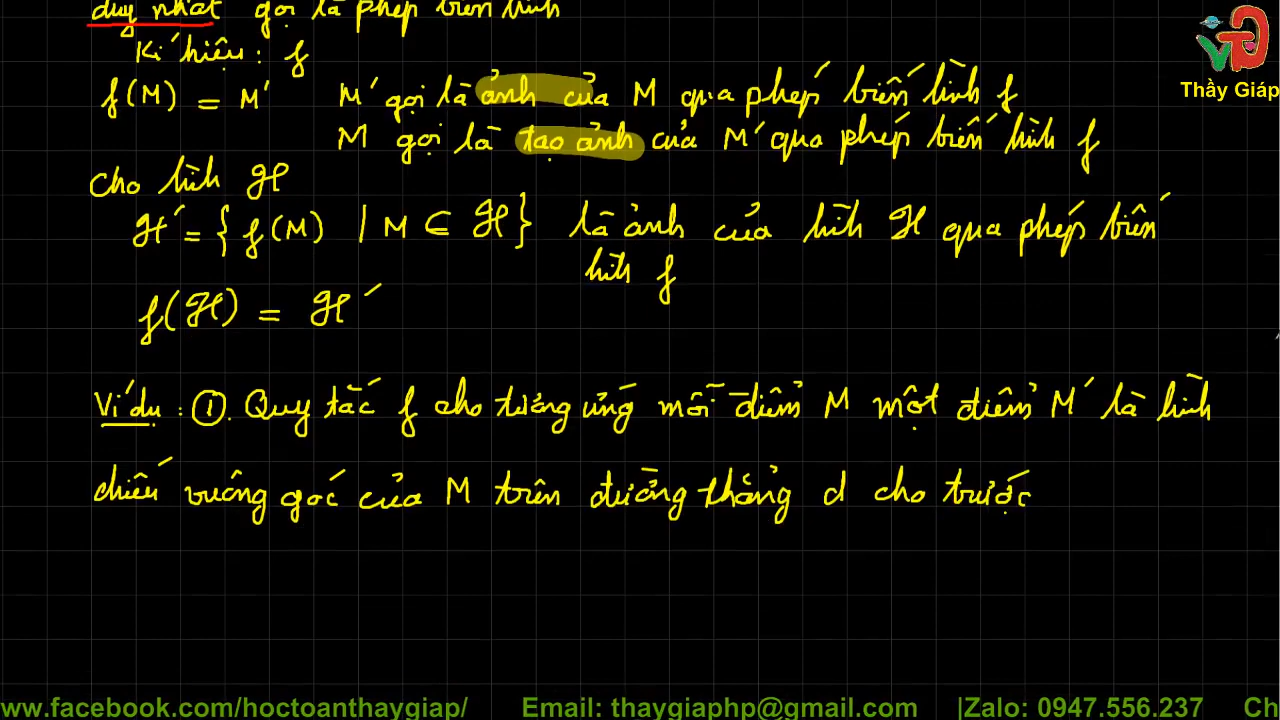 duy nhất gọi là phép biến hình
Kí hiệu: f
Thầy Giáp
f(M) = M' M' gọi là ảnh của M qua phép biến hình f
M gọi là tạo ảnh của M' qua phép biến hình f
Cho hình H
H' = { f(M) | M ∈ H } là ảnh của hình H qua phép biến
hình f
f(H) = H'
Ví dụ: ①. Quy tắc f cho tương ứng mỗi điểm M một điểm M' là hình
chiếu vuông góc của M trên đường thẳng d cho trước
ww.facebook.com/hoctoanthaygiap/ Email: thaygiaphp@gmail.com |Zalo: 0947.556.237 Ch